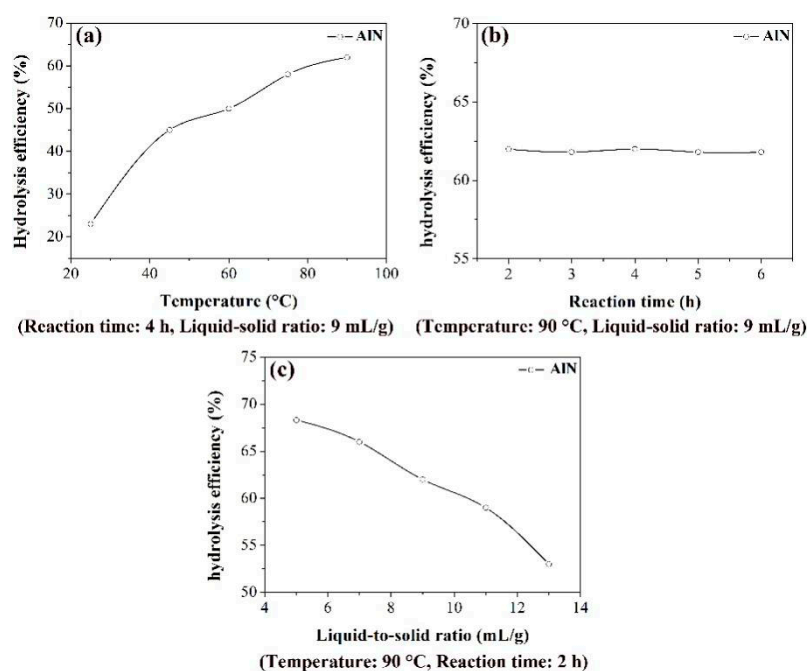 (a)
AlN
Hydrolysis efficiency (%)
70
60
50
40
30
20
20
40
60
80
100
Temperature (°C)
(Reaction time: 4 h, Liquid-solid ratio: 9 mL/g)
(b)
AlN
hydrolysis efficiency (%)
70
65
60
55
2
3
4
5
6
Reaction time (h)
(Temperature: 90 °C, Liquid-solid ratio: 9 mL/g)
(c)
AlN
hydrolysis efficiency (%)
75
70
65
60
55
50
4
6
8
10
12
14
Liquid-to-solid ratio (mL/g)
(Temperature: 90 °C, Reaction time: 2 h)